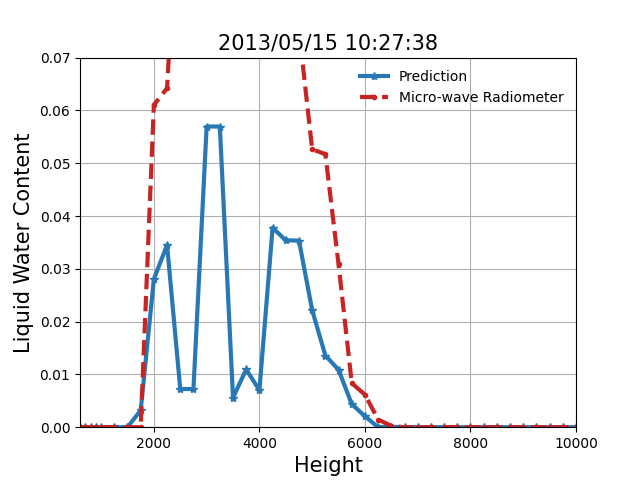 2013/05/15 10:27:38
Prediction
Micro-wave Radiometer
Liquid Water Content
0.07
0.06
0.05
0.04
0.03
0.02
0.01
0.00
2000 4000 6000 8000 10000
Height